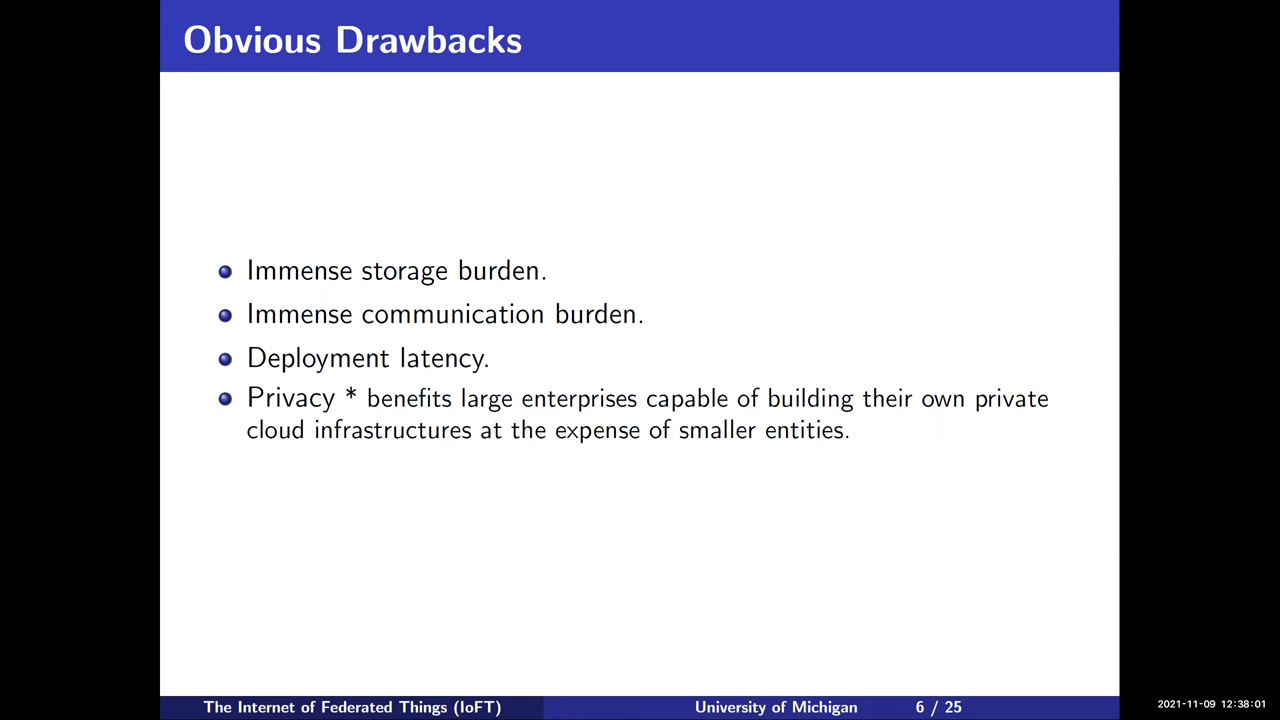 Obvious Drawbacks
Immense storage burden.
Immense communication burden.
Deployment latency.
Privacy * benefits large enterprises capable of building their own private
cloud infrastructures at the expense of smaller entities.
The Internet of Federated Things (IoFT) University of Michigan 6 / 25
2021-11-09 12:38:01